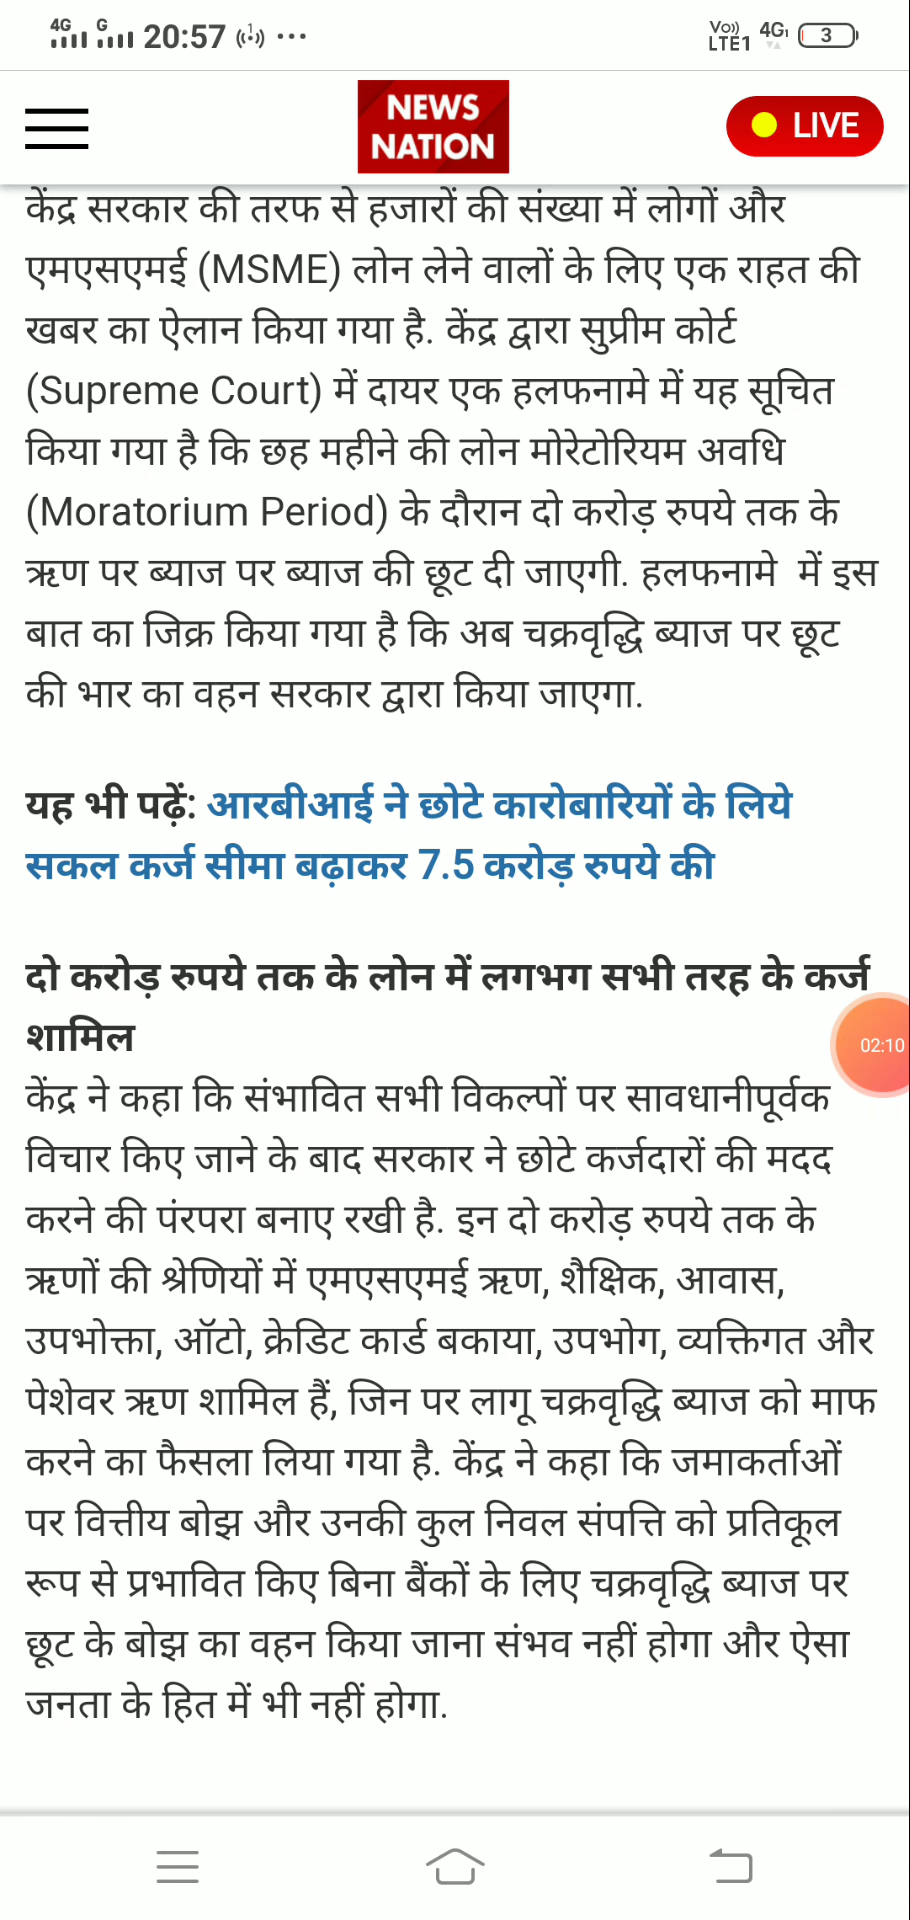 4G G 20:57
Vo)) LTE1 4G 3
NEWS
NATION
LIVE
केंद्र सरकार की तरफ से हजारों की संख्या में लोगों और
एमएसएमई (MSME) लोन लेने वालों के लिए एक राहत की
खबर का ऐलान किया गया है. केंद्र द्वारा सुप्रीम कोर्ट
(Supreme Court) में दायर एक हलफनामे में यह सूचित
किया गया है कि छह महीने की लोन मोरेटोरियम अवधि
(Moratorium Period) के दौरान दो करोड़ रुपये तक के
ऋण पर ब्याज पर ब्याज की छूट दी जाएगी. हलफनामे में इस
बात का जिक्र किया गया है कि अब चक्रवृद्धि ब्याज पर छूट
की भार का वहन सरकार द्वारा किया जाएगा.
यह भी पढ़ें: आरबीआई ने छोटे कारोबारियों के लिये
सकल कर्ज सीमा बढ़ाकर 7.5 करोड़ रुपये की
दो करोड़ रुपये तक के लोन में लगभग सभी तरह के कर्ज
शामिल
02:10
केंद्र ने कहा कि संभावित सभी विकल्पों पर सावधानीपूर्वक
विचार किए जाने के बाद सरकार ने छोटे कर्जदारों की मदद
करने की पंरपरा बनाए रखी है. इन दो करोड़ रुपये तक के
ऋणों की श्रेणियों में एमएसएमई ऋण, शैक्षिक, आवास,
उपभोक्ता, ऑटो, क्रेडिट कार्ड बकाया, उपभोग, व्यक्तिगत और
पेशेवर ऋण शामिल हैं, जिन पर लागू चक्रवृद्धि ब्याज को माफ
करने का फैसला लिया गया है. केंद्र ने कहा कि जमाकर्ताओं
पर वित्तीय बोझ और उनकी कुल निवल संपत्ति को प्रतिकूल
रूप से प्रभावित किए बिना बैंकों के लिए चक्रवृद्धि ब्याज पर
छूट के बोझ का वहन किया जाना संभव नहीं होगा और ऐसा
जनता के हित में भी नहीं होगा.